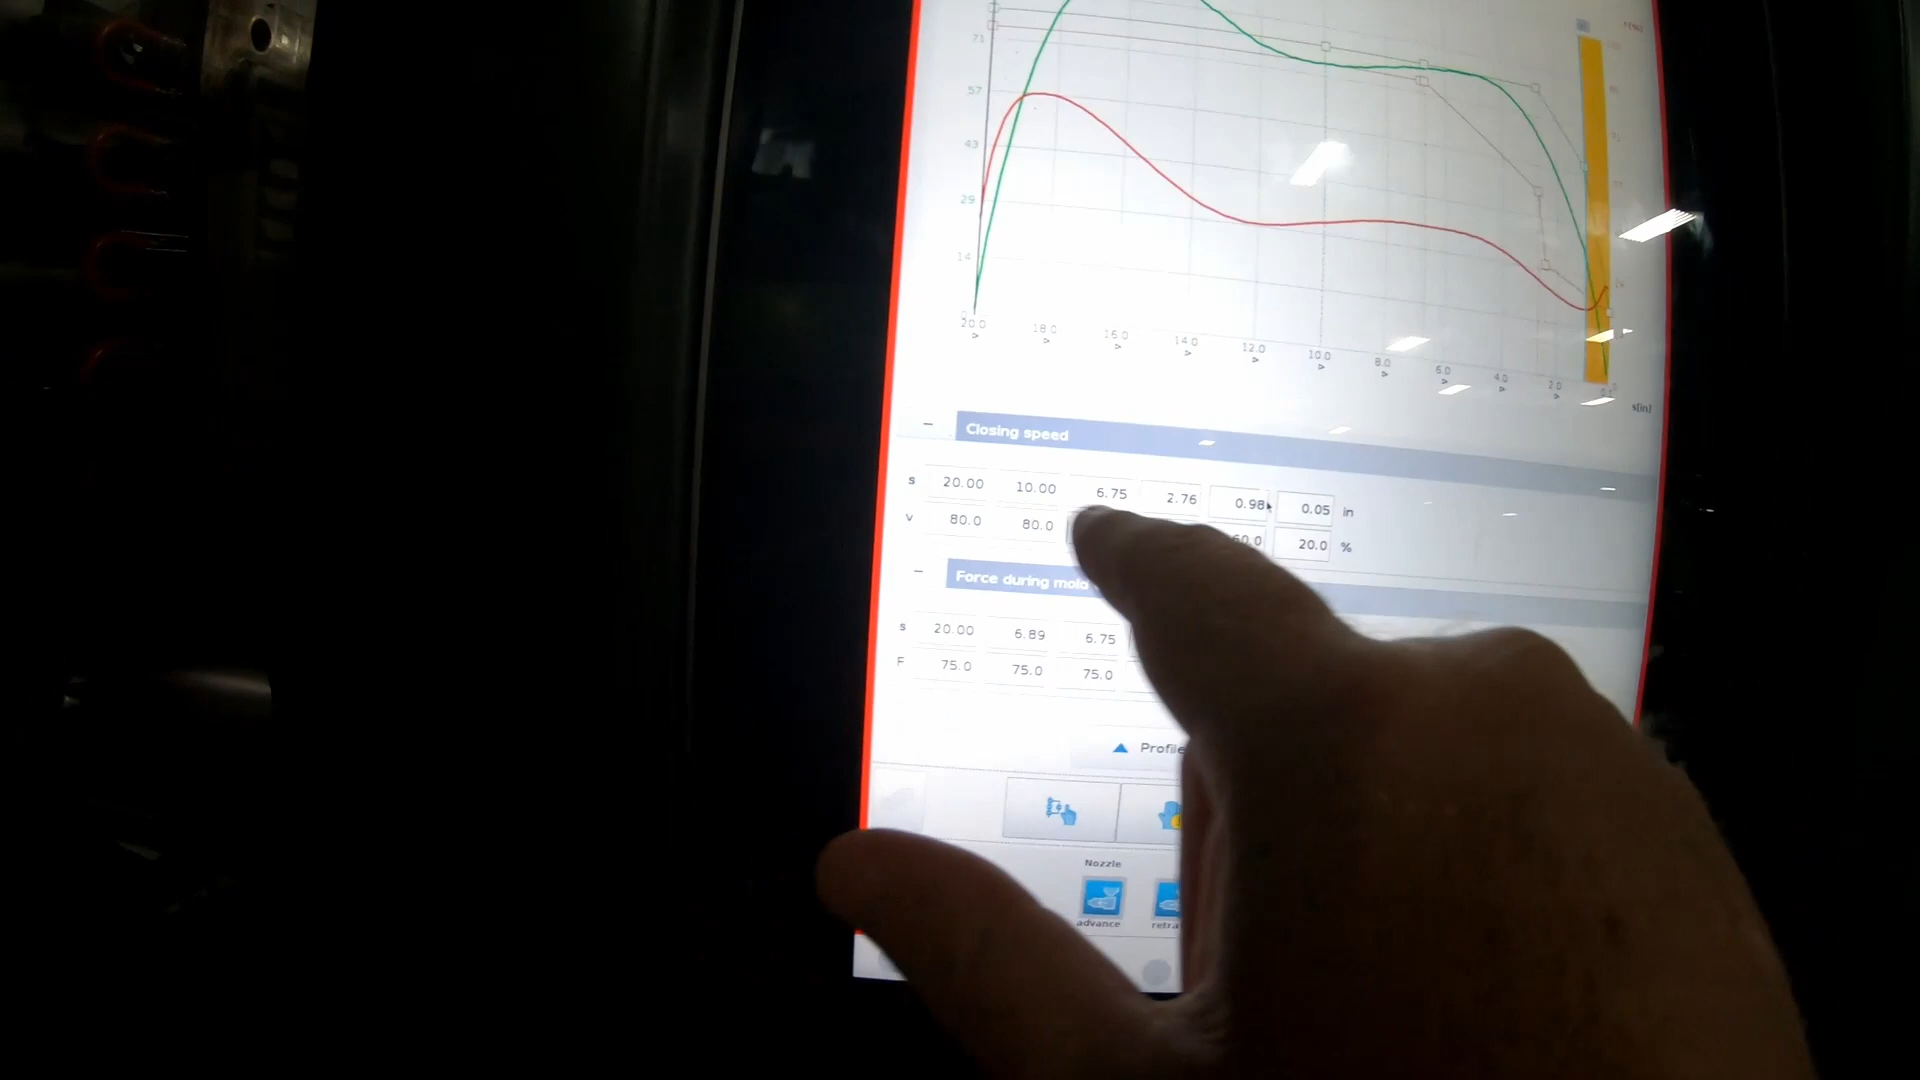 71
57
43
29
14
20.0 18.0 16.0 14.0 12.0 10.0 8.0 6.0 4.0 2.0
s[in]
Closing speed
s 20.00 10.00 6.75 2.76 0.98 0.05 in
v 80.0 80.0 60.0 20.0 %
Force during mold
s 20.00 6.89 6.75
F 75.0 75.0 75.0
Profile
Nozzle
advance retra